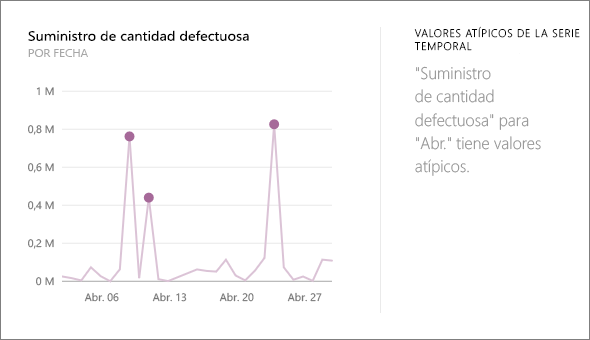 Suministro de cantidad defectuosa
POR FECHA
1 M
0,8 M
0,6 M
0,4 M
0,2 M
0 M
Abr. 06
Abr. 13
Abr. 20
Abr. 27
VALORES ATÍPICOS DE LA SERIE
TEMPORAL
"Suministro
de cantidad
defectuosa" para
"Abr." tiene valores
atípicos.